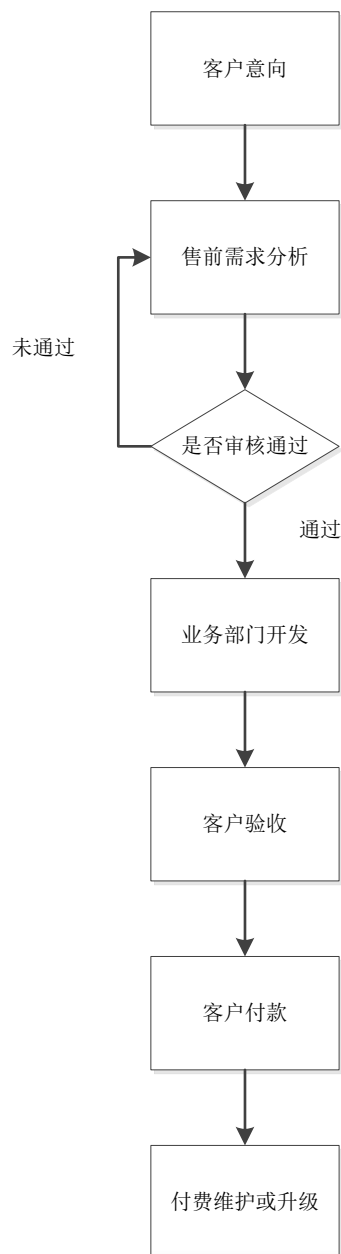 客户意向
售前需求分析
未通过
是否审核通过
通过
业务部门开发
客户验收
客户付款
付费维护或升级